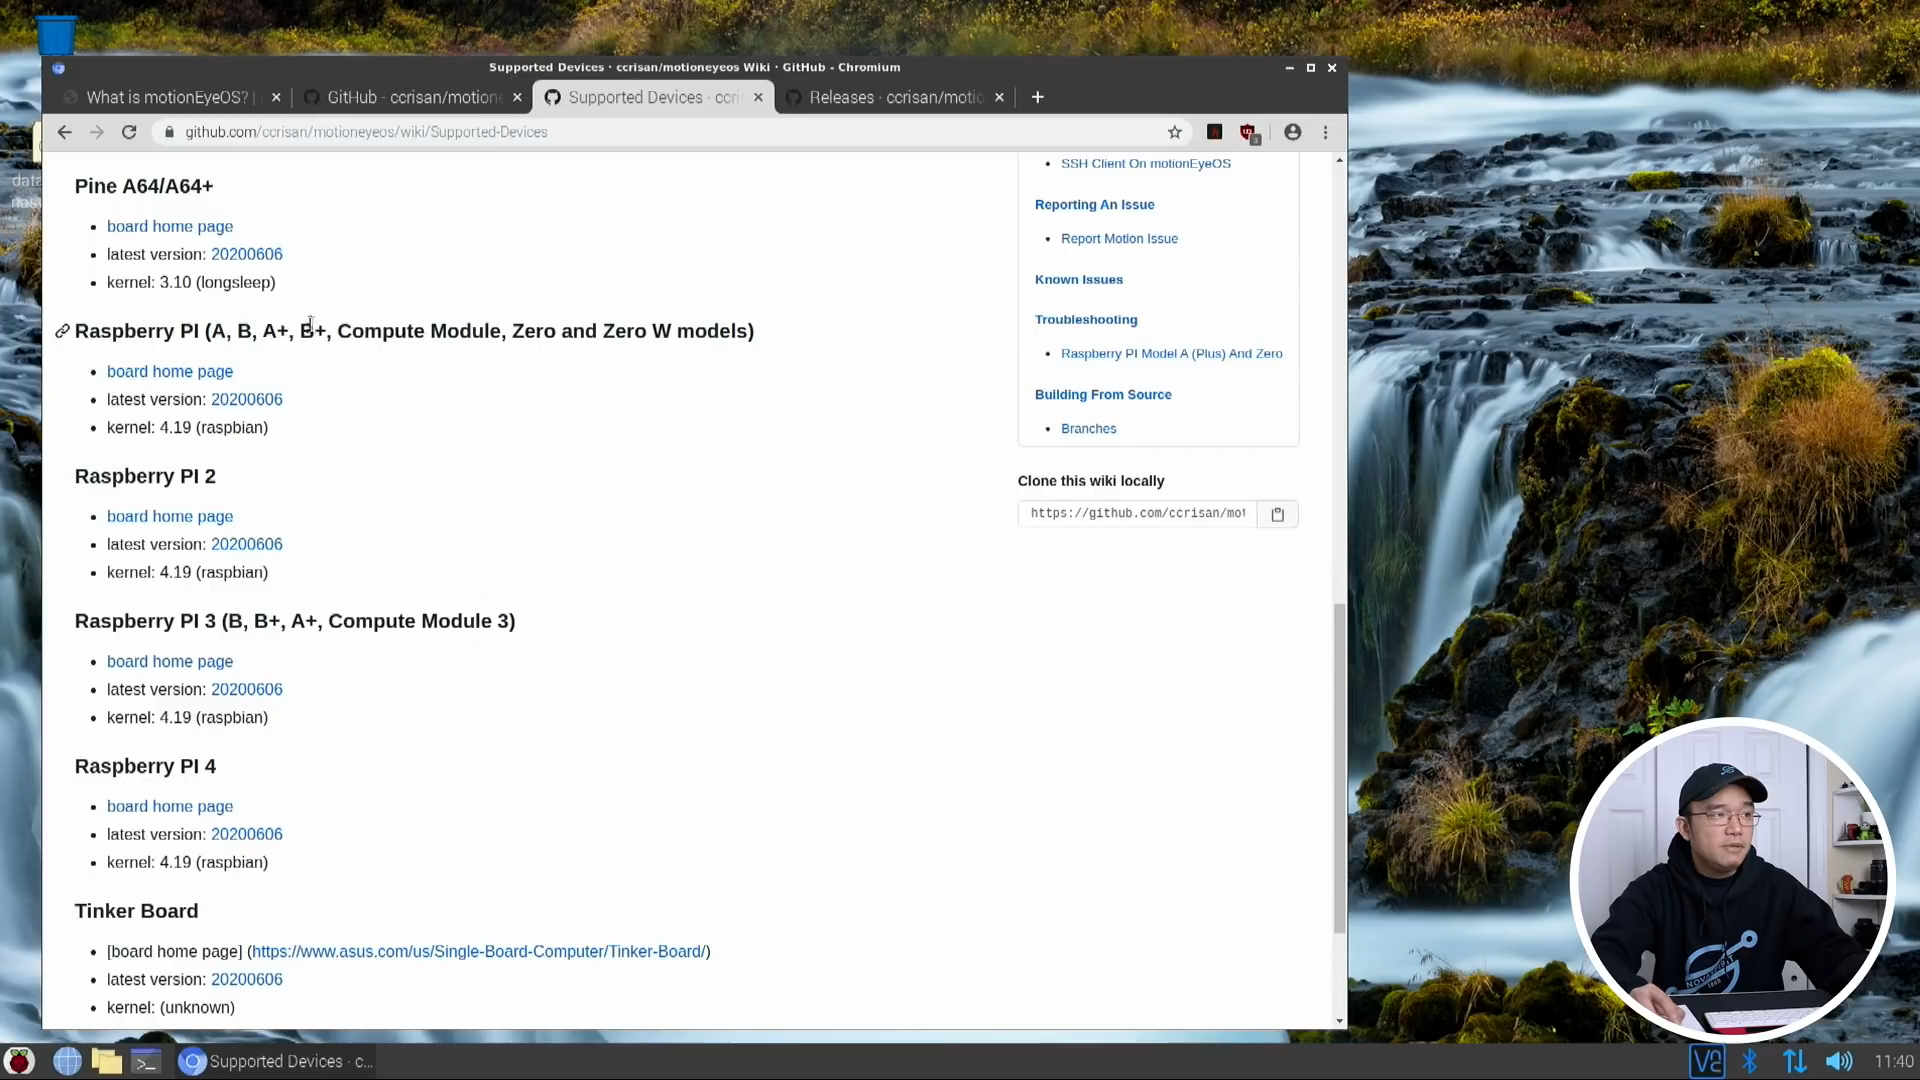 Supported Devices · ccrisan/motioneyeos Wiki · GitHub - Chromium
What is motionEyeOS? |
GitHub - ccrisan/motione
Supported Devices · ccri
Releases · ccrisan/motio
github.com/ccrisan/motioneyeos/wiki/Supported-Devices
data
Pine A64/A64+
board home page
latest version: 20200606
kernel: 3.10 (longsleep)
Raspberry PI (A, B, A+, B+, Compute Module, Zero and Zero W models)
board home page
latest version: 20200606
kernel: 4.19 (raspbian)
Raspberry PI 2
board home page
latest version: 20200606
kernel: 4.19 (raspbian)
Raspberry PI 3 (B, B+, A+, Compute Module 3)
board home page
latest version: 20200606
kernel: 4.19 (raspbian)
Raspberry PI 4
board home page
latest version: 20200606
kernel: 4.19 (raspbian)
Tinker Board
[board home page] (https://www.asus.com/us/Single-Board-Computer/Tinker-Board/)
latest version: 20200606
kernel: (unknown)
SSH Client On motionEyeOS
Reporting An Issue
Report Motion Issue
Known Issues
Troubleshooting
Raspberry PI Model A (Plus) And Zero
Building From Source
Branches
Clone this wiki locally
https://github.com/ccrisan/mot
Supported Devices · c...
11:40